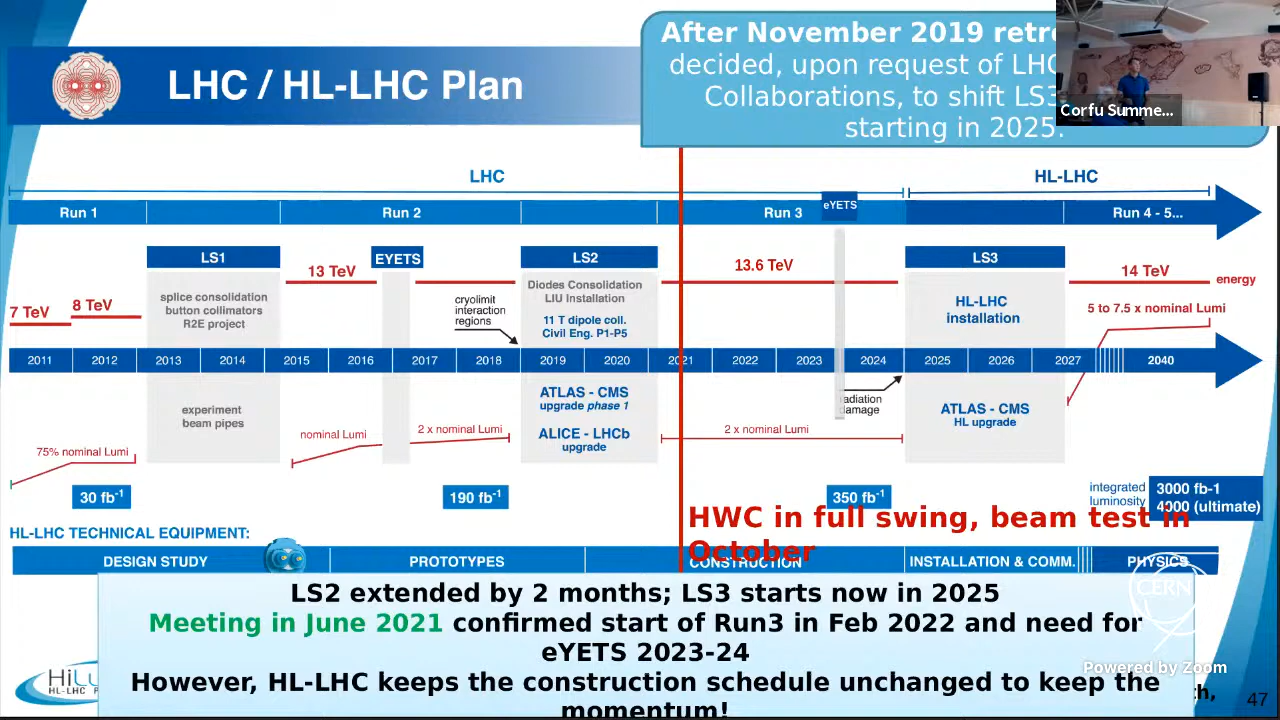 After November 2019 retr
decided, upon request of LHC
Collaborations, to shift LS3
starting in 2025.
Corfu Summe...
LHC / HL-LHC Plan
LHC
HL-LHC
Run 1
Run 2
Run 3
eYETS
Run 4 - 5...
LS1
EYETS
LS2
LS3
13 TeV
13.6 TeV
14 TeV
energy
7 TeV
8 TeV
splice consolidation
button collimators
R2E project
cryolimit
interaction
regions
Diodes Consolidation
LIU Installation
11 T dipole coll.
Civil Eng. P1-P5
HL-LHC
installation
5 to 7.5 x nominal Lumi
2011 2012 2013 2014 2015 2016 2017 2018 2019 2020 2021 2022 2023 2024 2025 2026 2027 2040
experiment
beam pipes
ATLAS - CMS
upgrade phase 1
ALICE - LHCb
upgrade
radiation
damage
ATLAS - CMS
HL upgrade
75% nominal Lumi
nominal Lumi
2 x nominal Lumi
2 x nominal Lumi
30 fb-1
190 fb-1
350 fb-1
integrated
luminosity
3000 fb-1
4000 (ultimate)
HWC in full swing, beam test in
October
HL-LHC TECHNICAL EQUIPMENT:
DESIGN STUDY
PROTOTYPES
CONSTRUCTION
INSTALLATION & COMM.
PHYSICS
CERN
LS2 extended by 2 months; LS3 starts now in 2025
Meeting in June 2021 confirmed start of Run3 in Feb 2022 and need for
eYETS 2023-24
However, HL-LHC keeps the construction schedule unchanged to keep the
momentum!
Powered by Zoom
HL-LHC P
47